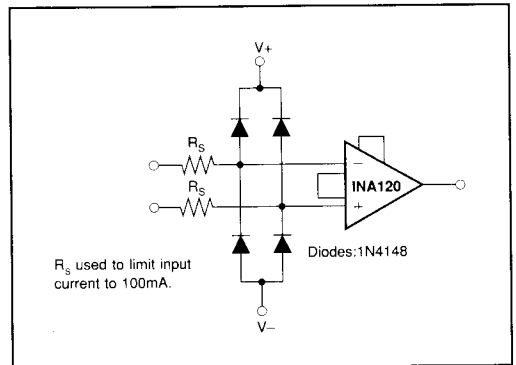 V+
R_S
−
INA120
R_S
+
Diodes:1N4148
R_S used to limit input
current to 100mA.
V−